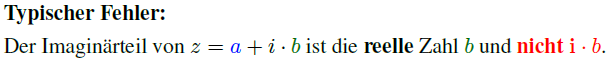 Typischer Fehler:
Der Imaginärteil von z = a + i · b ist die reelle Zahl b und nicht i · b.